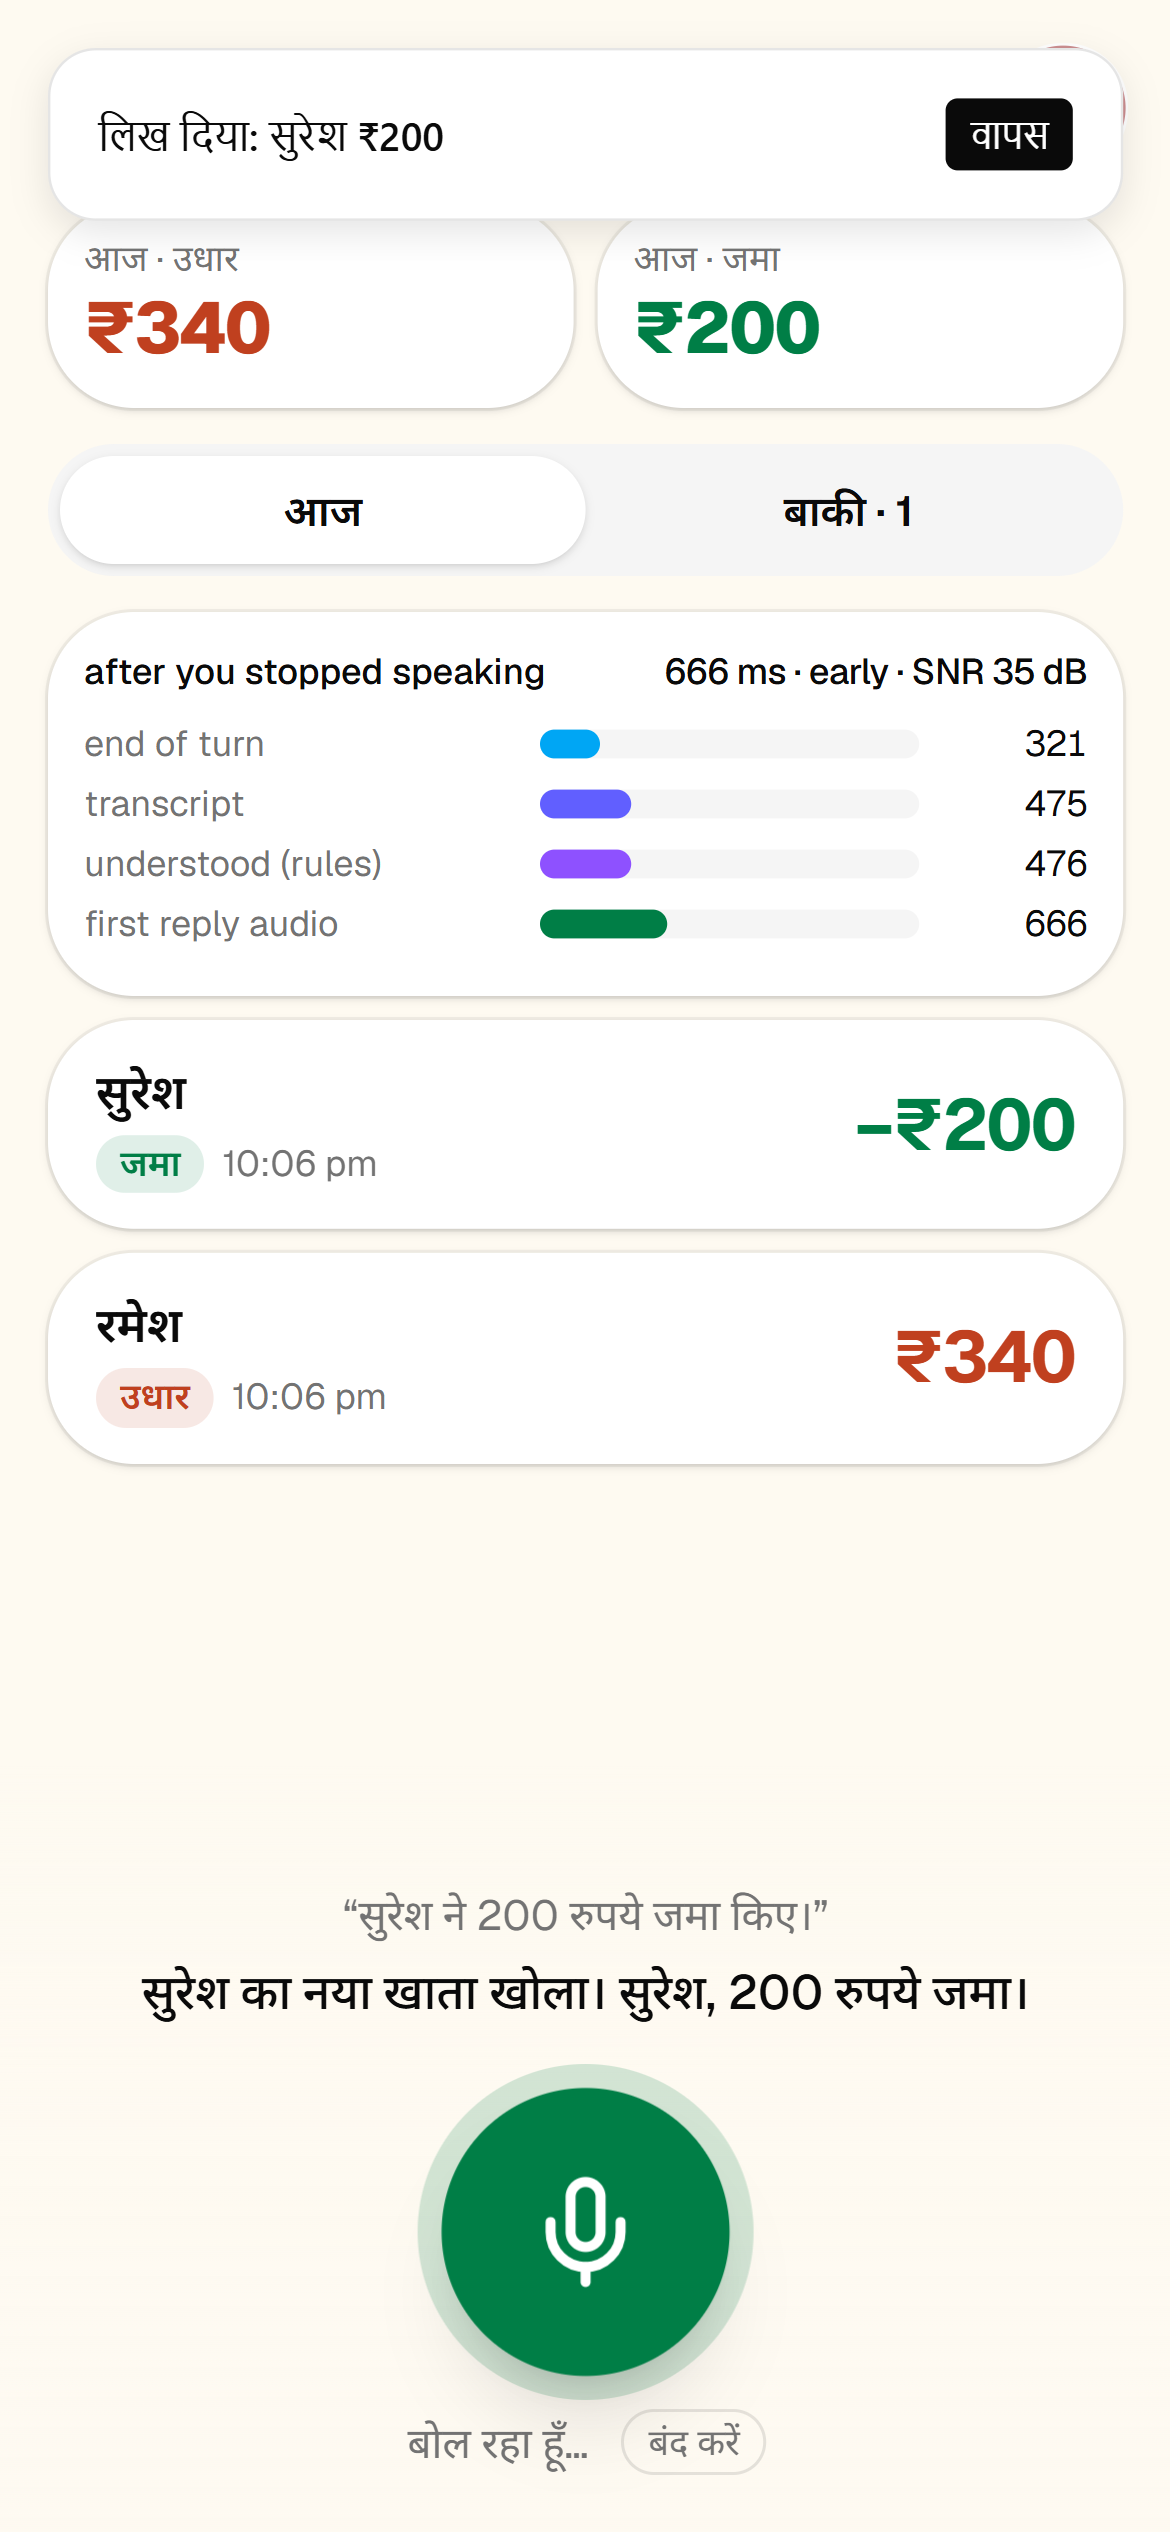 लिख दिया: सुरेश ₹200
वापस
आज · उधार
₹340
आज · जमा
₹200
आज
बाकी · 1
after you stopped speaking
666 ms · early · SNR 35 dB
end of turn
321
transcript
475
understood (rules)
476
first reply audio
666
सुरेश
जमा
10:06 pm
−₹200
रमेश
उधार
10:06 pm
₹340
“सुरेश ने 200 रुपये जमा किए।”
सुरेश का नया खाता खोला। सुरेश, 200 रुपये जमा।
बोल रहा हूँ...
बंद करें